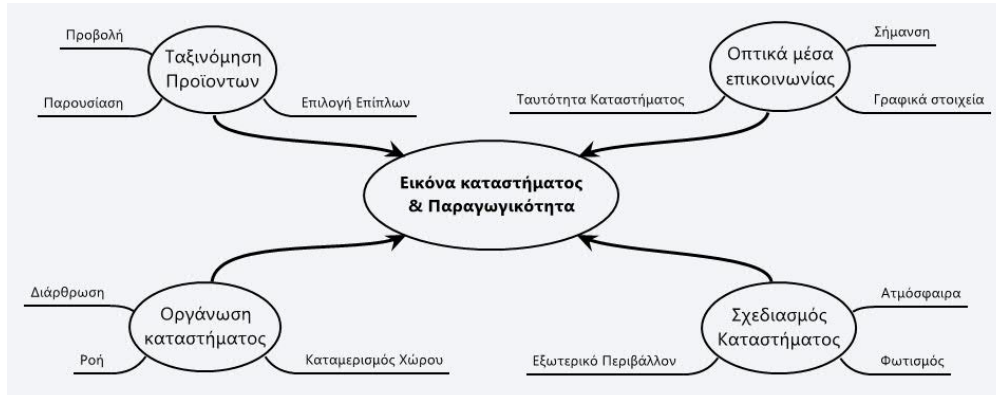 Προβολή
Ταξινόμηση
Προϊοντων
Παρουσίαση
Επιλογή Επίπλων
Σήμανση
Οπτικά μέσα
επικοινωνίας
Ταυτότητα Καταστήματος
Γραφικά στοιχεία
Εικόνα καταστήματος
& Παραγωγικότητα
Διάρθρωση
Οργάνωση
καταστήματος
Ροή
Καταμερισμός Χώρου
Ατμόσφαιρα
Σχεδιασμός
Καταστήματος
Εξωτερικό Περιβάλλον
Φωτισμός